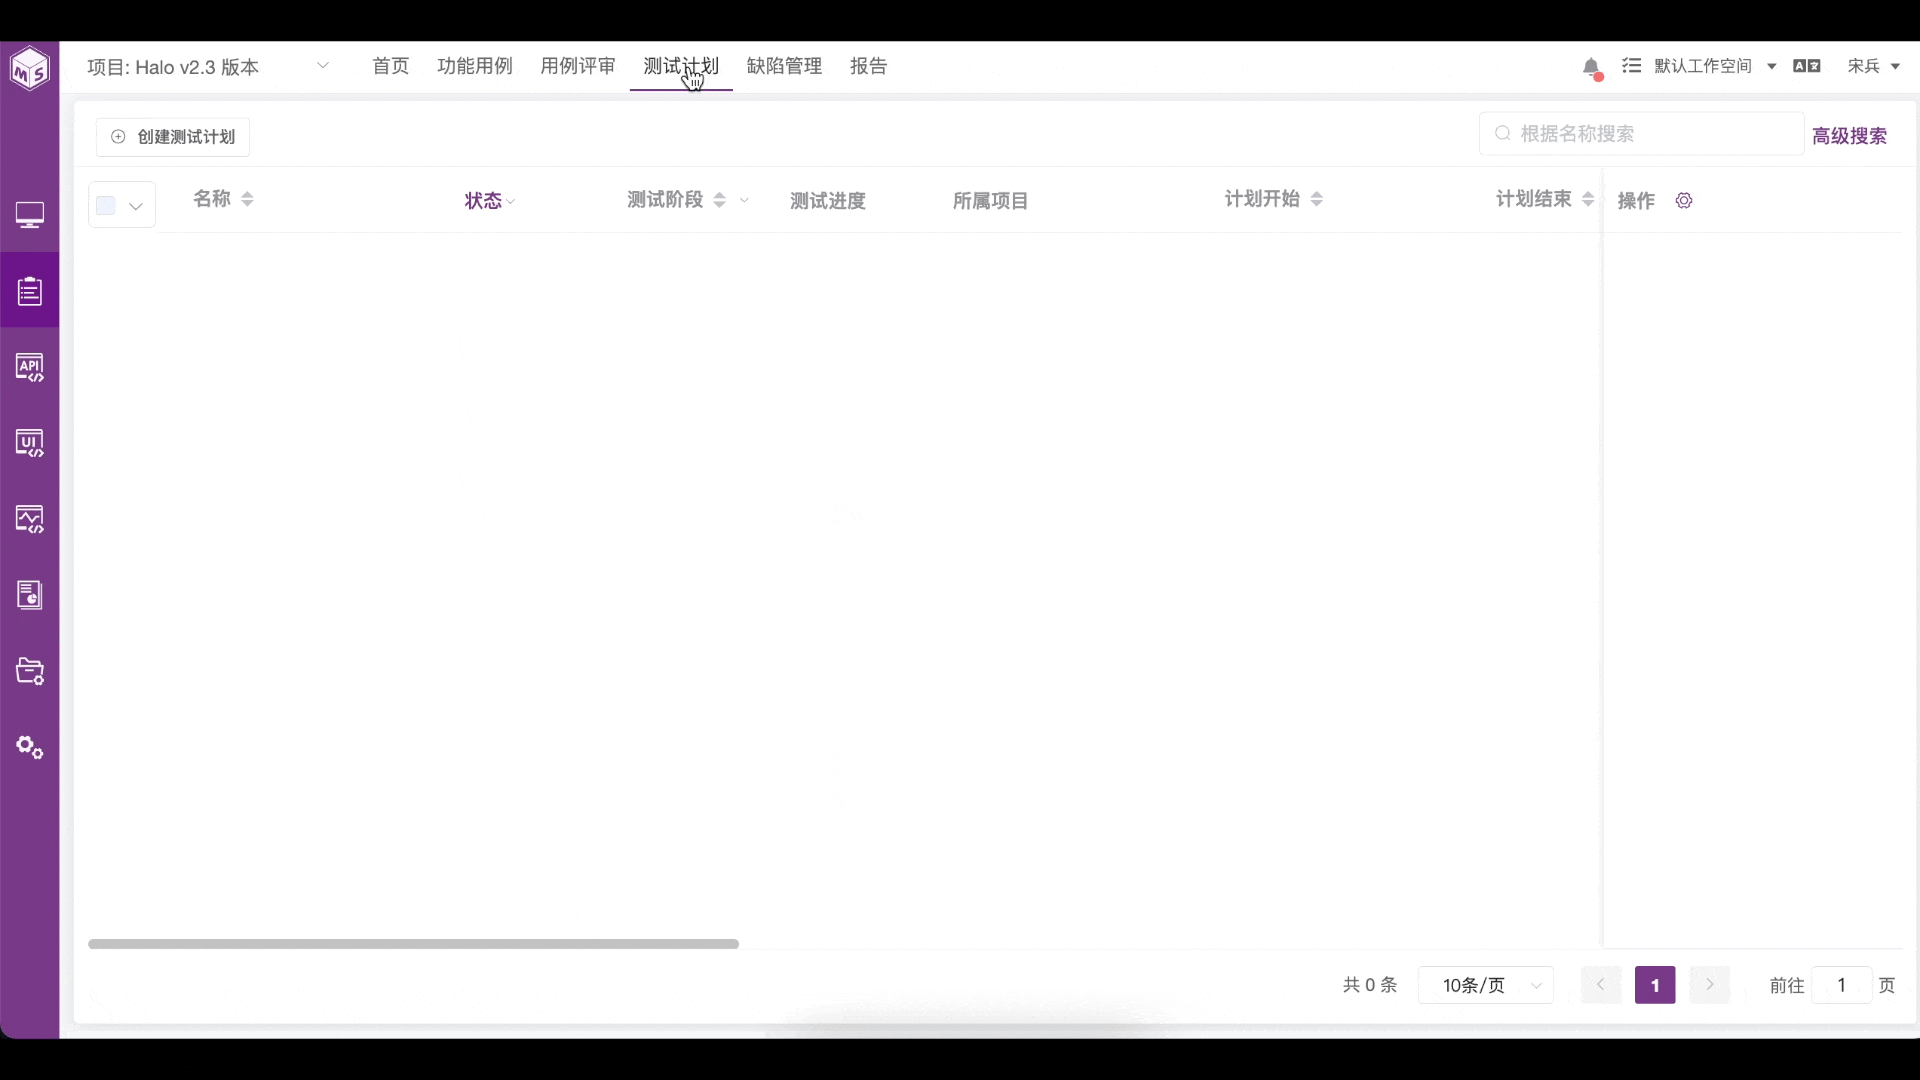 MS
项目: Halo v2.3 版本
首页
功能用例
用例评审
测试计划
缺陷管理
报告
默认工作空间
宋兵
创建测试计划
根据名称搜索
高级搜索
名称
状态
测试阶段
测试进度
所属项目
计划开始
计划结束
操作
API
UI
共 0 条
10条/页
1
前往
1
页